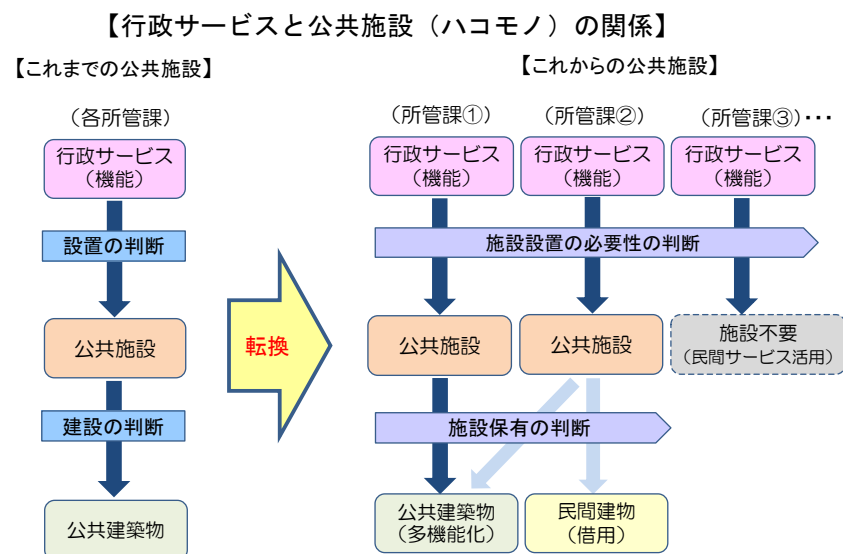 【行政サービスと公共施設（ハコモノ）の関係】
【これまでの公共施設】
（各所管課）
行政サービス
（機能）
設置の判断
公共施設
建設の判断
公共建築物
転換
【これからの公共施設】
（所管課①）
（所管課②）
（所管課③）・・・
行政サービス
（機能）
行政サービス
（機能）
行政サービス
（機能）
施設設置の必要性の判断
公共施設
公共施設
施設不要
（民間サービス活用）
施設保有の判断
公共建築物
（多機能化）
民間建物
（借用）